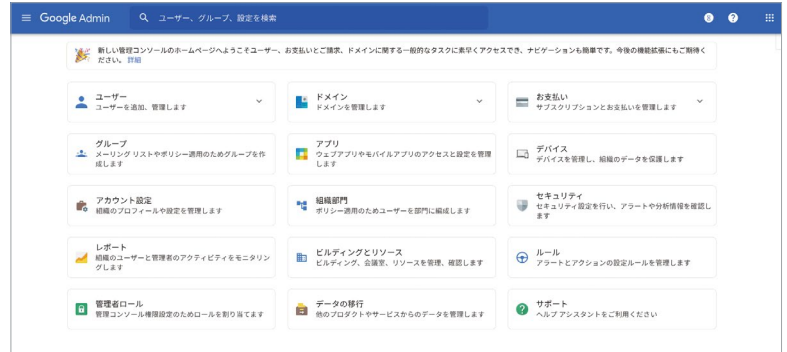 Google Admin
ユーザー、グループ、設定を検索
新しい管理コンソールのホームページへようこそユーザー、お支払いとご請求、ドメインに関する一般的なタスクに素早くアクセスでき、ナビゲーションも簡単です。今後の機能拡張にもご期待く
ださい。 詳細
ユーザー
ユーザーを追加、管理します
ドメイン
ドメインを管理します
お支払い
サブスクリプションとお支払いを管理します
グループ
メーリング リストやポリシー適用のためグループを作
成します
アプリ
ウェブアプリやモバイルアプリのアクセスと設定を管理
します
デバイス
デバイスを管理し、組織のデータを保護します
アカウント設定
組織のプロフィールや設定を管理します
組織部門
ポリシー適用のためユーザーを部門に編成します
セキュリティ
セキュリティ設定を行い、アラートや分析情報を確認し
ます
レポート
組織のユーザーと管理者のアクティビティをモニタリン
グします
ビルディングとリソース
ビルディング、会議室、リソースを管理、確認します
ルール
アラートとアクションの設定ルールを管理します
管理者ロール
管理コンソール権限設定のためロールを割り当てます
データの移行
他のプロダクトやサービスからのデータを管理します
サポート
ヘルプ アシスタントをご利用ください